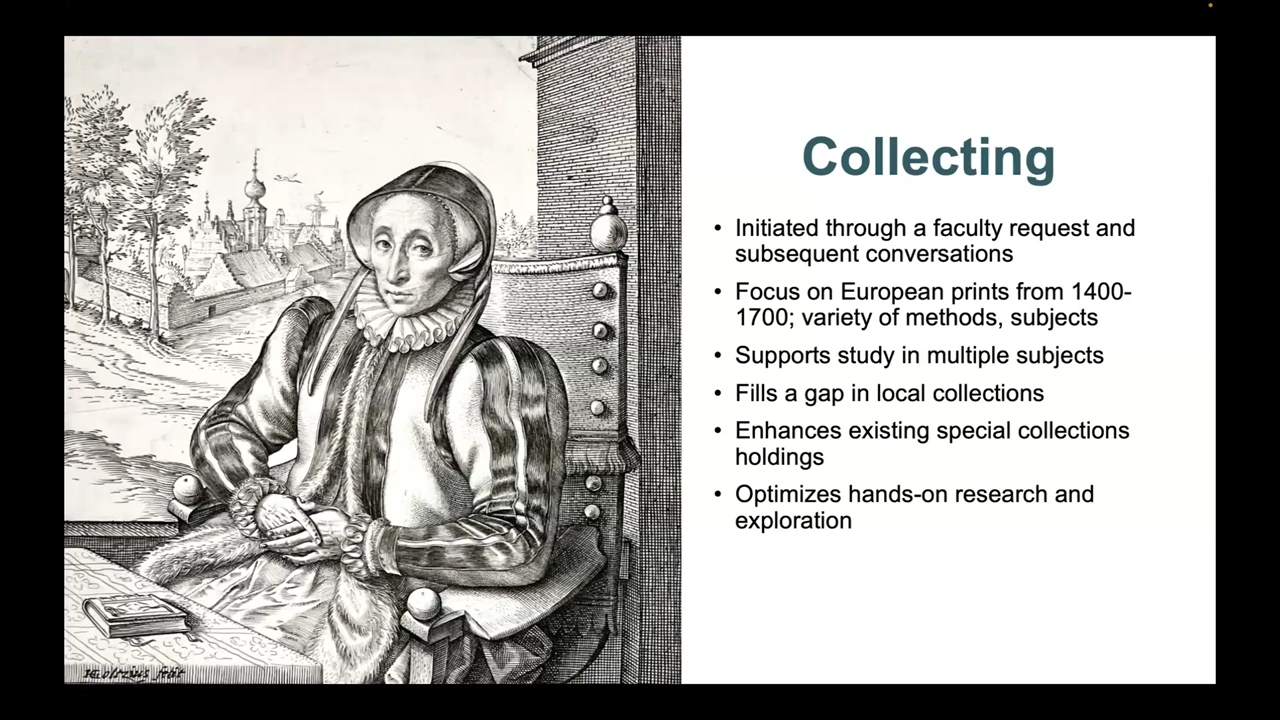 Collecting
• Initiated through a faculty request and
subsequent conversations
• Focus on European prints from 1400-
1700; variety of methods, subjects
• Supports study in multiple subjects
• Fills a gap in local collections
• Enhances existing special collections
holdings
• Optimizes hands-on research and
exploration
HGoltzius fecit